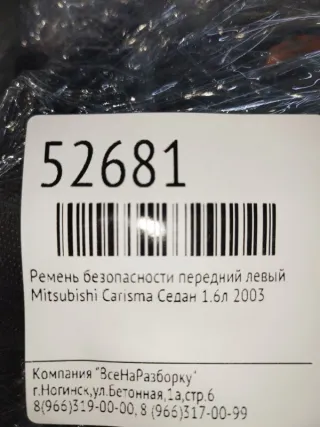 52681
Ремень безопасности передний левый
Mitsubishi Carisma Седан 1.6л 2003
Компания "ВсеНаРазборку"
г.Ногинск,ул.Бетонная,1а,стр.6
8(966)319-00-00, 8 (966)317-00-99